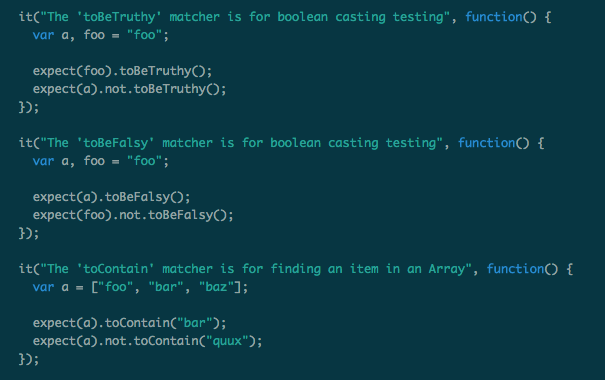 it("The 'toBeTruthy' matcher is for boolean casting testing", function() {
  var a, foo = "foo";

  expect(foo).toBeTruthy();
  expect(a).not.toBeTruthy();
});

it("The 'toBeFalsy' matcher is for boolean casting testing", function() {
  var a, foo = "foo";

  expect(a).toBeFalsy();
  expect(foo).not.toBeFalsy();
});

it("The 'toContain' matcher is for finding an item in an Array", function() {
  var a = ["foo", "bar", "baz"];

  expect(a).toContain("bar");
  expect(a).not.toContain("quux");
});